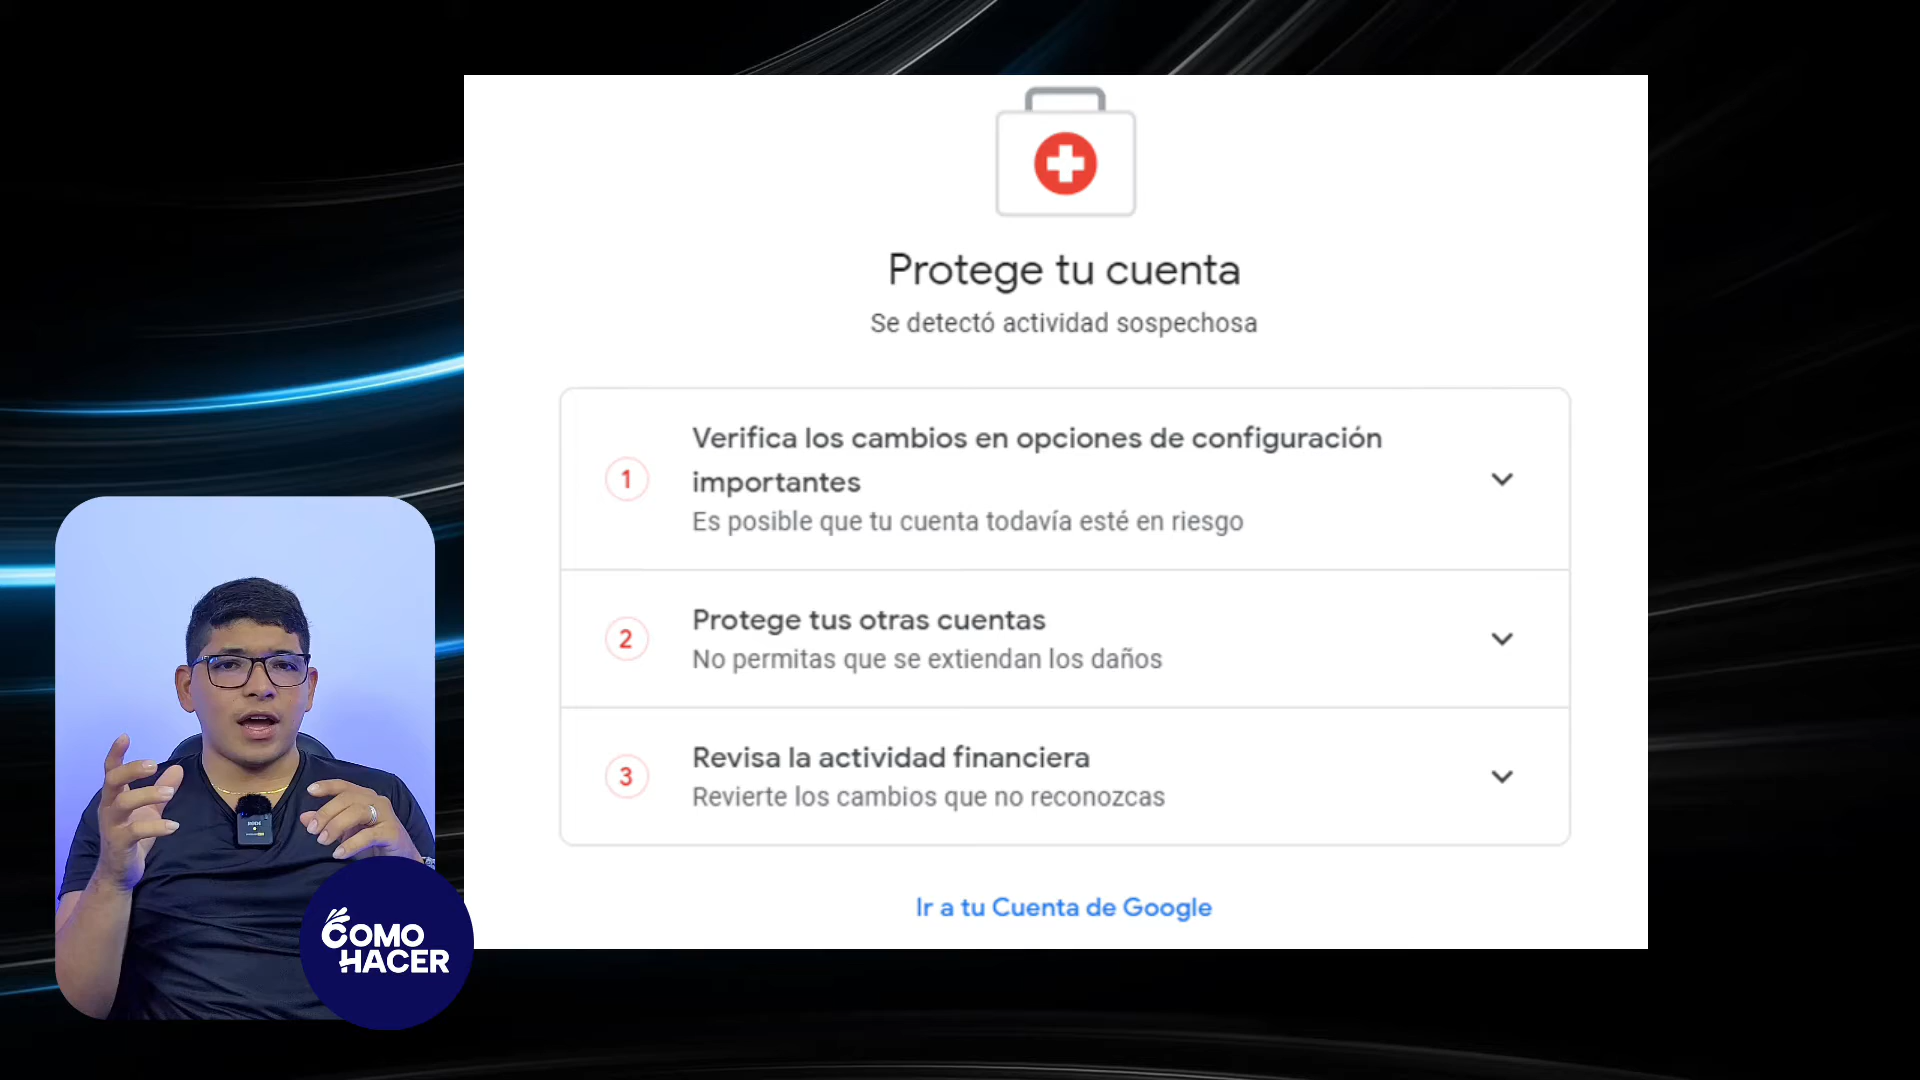 Protege tu cuenta
Se detectó actividad sospechosa
1
Verifica los cambios en opciones de configuración
importantes
Es posible que tu cuenta todavía esté en riesgo
2
Protege tus otras cuentas
No permitas que se extiendan los daños
3
Revisa la actividad financiera
Revierte los cambios que no reconozcas
Ir a tu Cuenta de Google
RODE
COMO
HACER